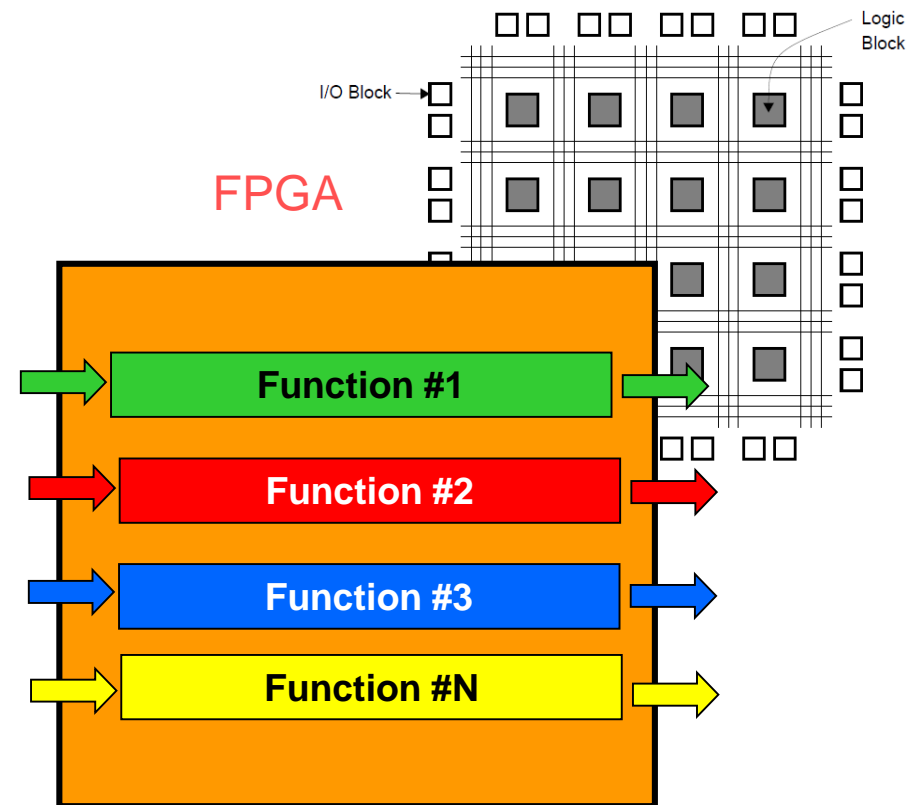 Logic
Block
I/O Block
FPGA
Function #1
Function #2
Function #3
Function #N